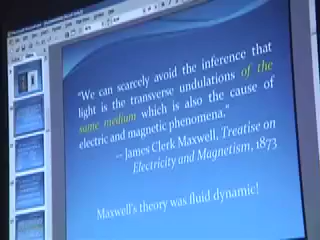 "We can scarcely avoid the inference that
light is the transverse undulations of the
same medium which is also the cause of
electric and magnetic phenomena."
-- James Clerk Maxwell, Treatise on
Electricity and Magnetism, 1873
Maxwell's theory was fluid dynamic!